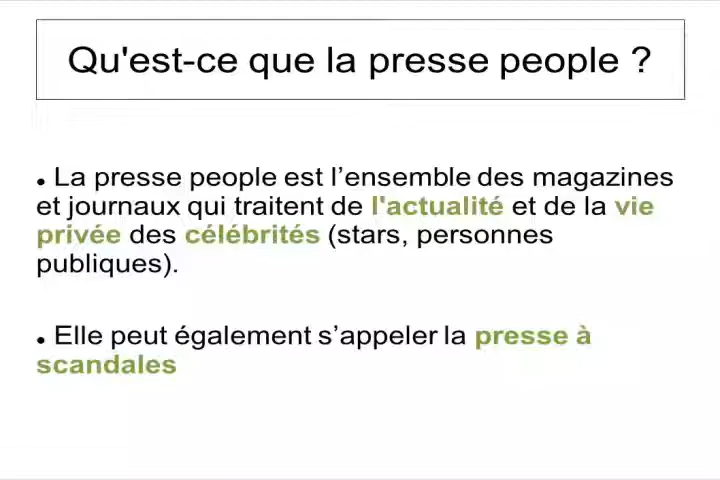 Qu'est-ce que la presse people ?
● La presse people est l’ensemble des magazines
et journaux qui traitent de l'actualité et de la vie
privée des célébrités (stars, personnes
publiques).
● Elle peut également s’appeler la presse à
scandales